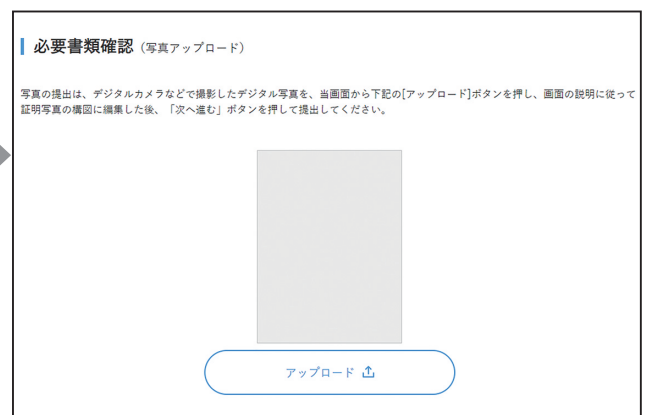 必要書類確認（写真アップロード）
写真の提出は、デジタルカメラなどで撮影したデジタル写真を、当画面から下記の[アップロード]ボタンを押し、画面の説明に従って
証明写真の構図に編集した後、「次へ進む」ボタンを押して提出してください。
アップロード